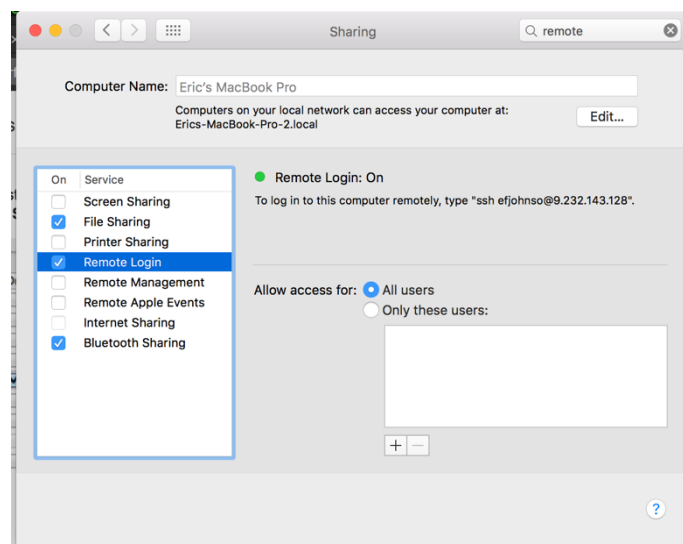 Sharing
remote
Computer Name: Eric's MacBook Pro
Computers on your local network can access your computer at:
Erics-MacBook-Pro-2.local
Edit...
On Service
Screen Sharing
File Sharing
Printer Sharing
Remote Login
Remote Management
Remote Apple Events
Internet Sharing
Bluetooth Sharing
Remote Login: On
To log in to this computer remotely, type "ssh efjohnso@9.232.143.128".
Allow access for: All users
Only these users:
+ −
?